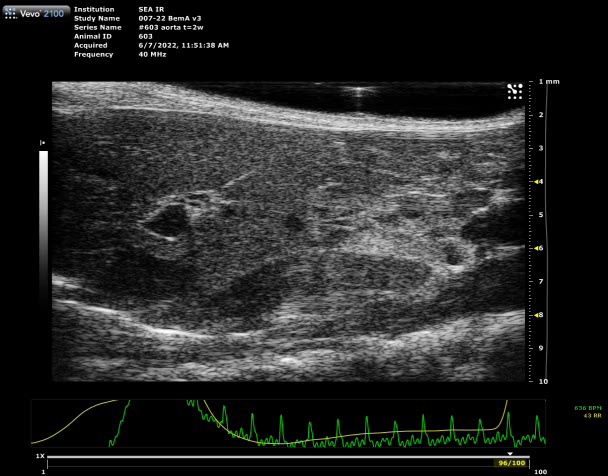 Vevo 2100
Institution SEA IR
Study Name 007-22 BemA v3
Series Name #603 aorta t=2w
Animal ID 603
Acquired 6/7/2022, 11:51:38 AM
Frequency 40 MHz
1 mm
2
3
4
5
6
7
8
9
10
636 BPM
43 RR
1X
96/100
1 100